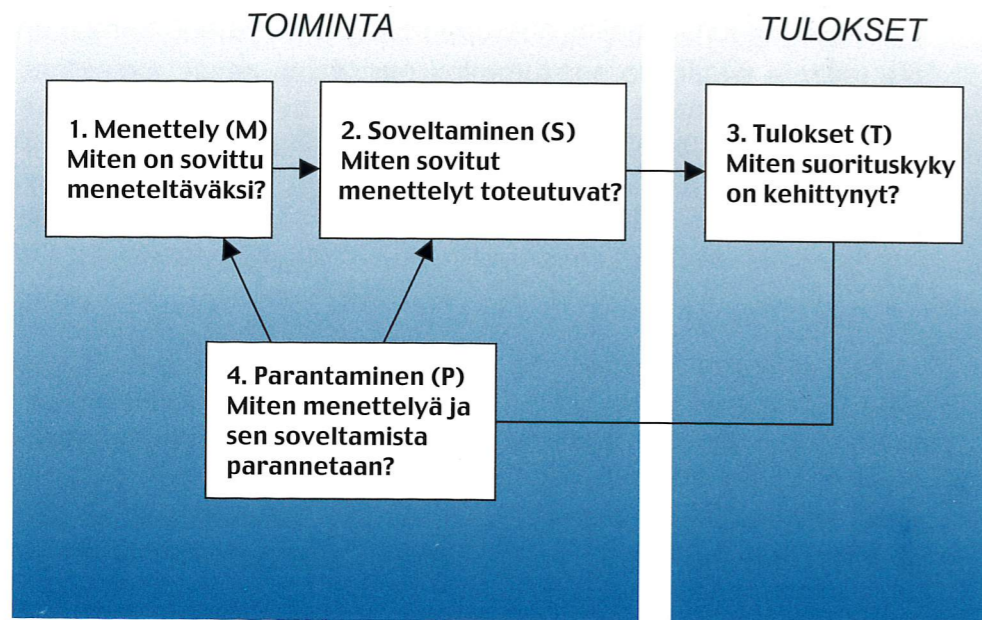 TOIMINTA
TULOKSET
1. Menettely (M)
Miten on sovittu
meneteltäväksi?
2. Soveltaminen (S)
Miten sovitut
menettelyt toteutuvat?
3. Tulokset (T)
Miten suorituskyky
on kehittynyt?
4. Parantaminen (P)
Miten menettelyä ja
sen soveltamista
parannetaan?